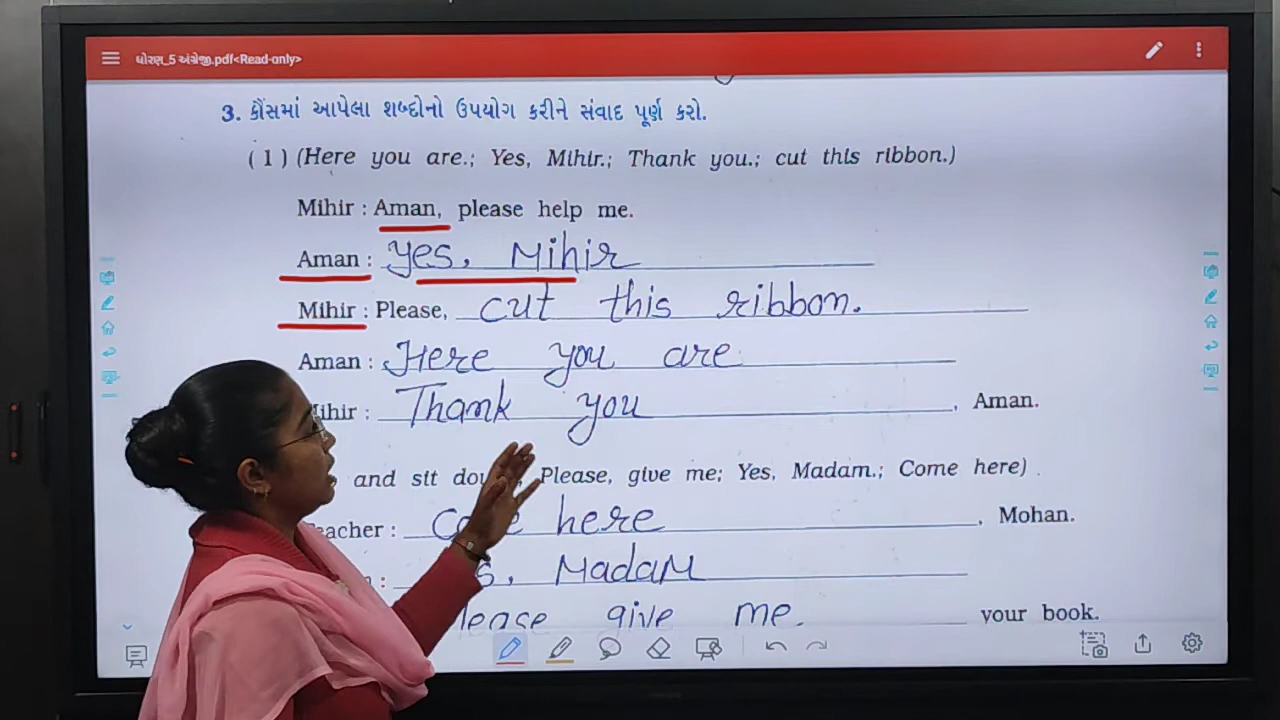 ધોરણ_5 અંગ્રેજી.pdf<Read-only>
3. કૌંસમાં આપેલા શબ્દોનો ઉપયોગ કરીને સંવાદ પૂર્ણ કરો.
(1) (Here you are.; Yes, Mihir.; Thank you.; cut this ribbon.)
Mihir : Aman, please help me.
Aman : Yes, Mihir
Mihir : Please, cut this ribbon.
Aman : Here you are.
Mihir : Thank you , Aman.
and sit Please, give me; Yes, Madam.; Come here)
Teacher : here , Mohan.
: Madam
give me. your book.